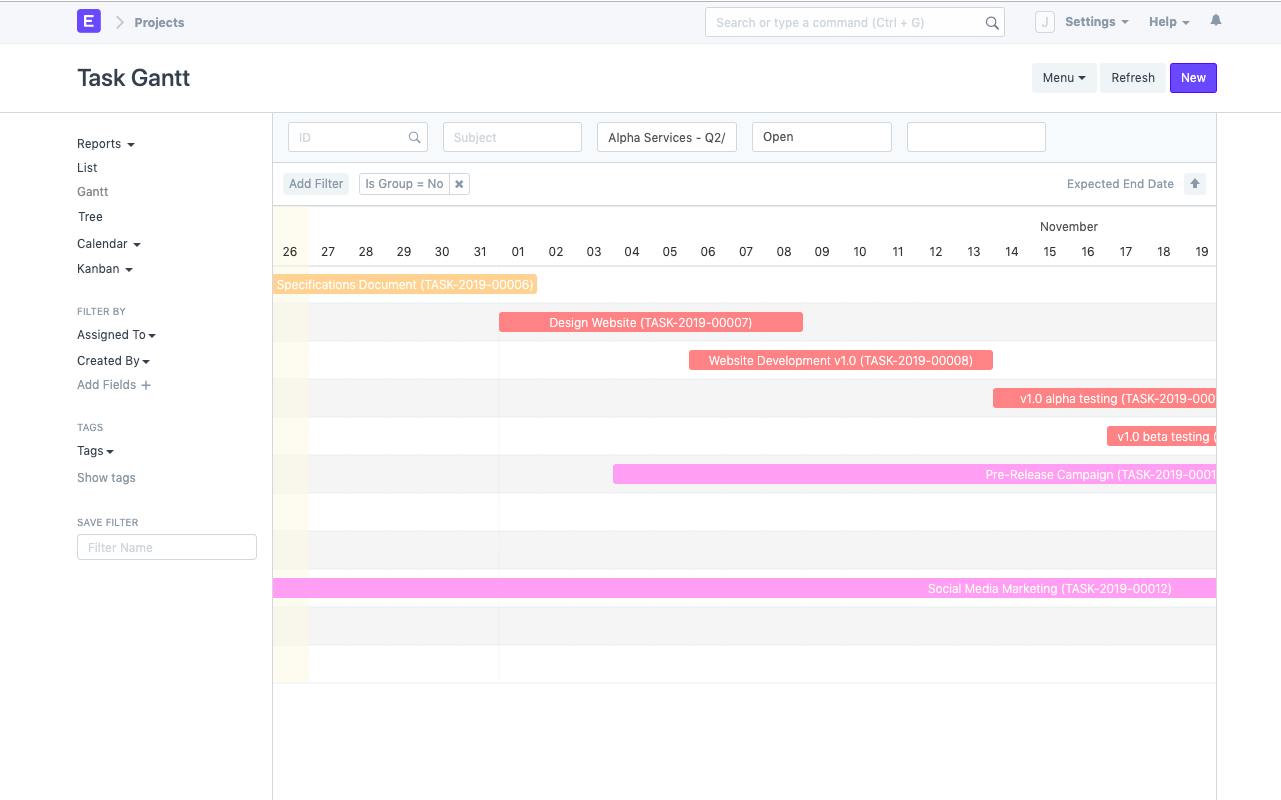 E Projects Search or type a command (Ctrl + G) J Settings Help
Task Gantt Menu Refresh New
ID Subject Alpha Services - Q2/ Open
Reports
List
Gantt
Tree
Calendar
Kanban
FILTER BY
Assigned To
Created By
Add Fields +
TAGS
Tags
Show tags
SAVE FILTER
Filter Name
Add Filter Is Group = No × Expected End Date
November
26 27 28 29 30 31 01 02 03 04 05 06 07 08 09 10 11 12 13 14 15 16 17 18 19
Specifications Document (TASK-2019-00006)
Design Website (TASK-2019-00007)
Website Development v1.0 (TASK-2019-00008)
v1.0 alpha testing (TASK-2019-000
v1.0 beta testing (
Pre-Release Campaign (TASK-2019-0001
Social Media Marketing (TASK-2019-00012)